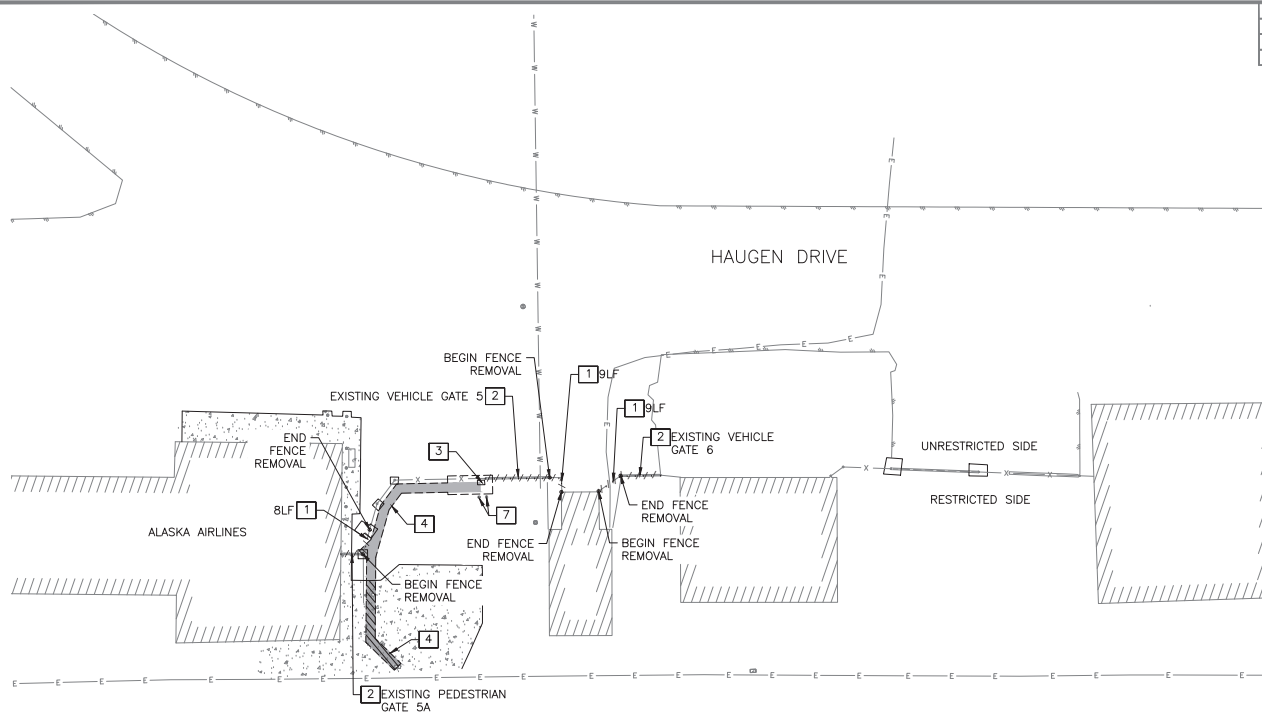 HAUGEN DRIVE
BEGIN FENCE
REMOVAL
1 9LF
EXISTING VEHICLE GATE 5 2
1 9LF
2 EXISTING VEHICLE
GATE 6
END
FENCE
REMOVAL
3
UNRESTRICTED SIDE
RESTRICTED SIDE
8LF 1
4
7
END FENCE
REMOVAL
ALASKA AIRLINES
END FENCE
REMOVAL
BEGIN FENCE
REMOVAL
BEGIN FENCE
REMOVAL
4
2 EXISTING PEDESTRIAN
GATE 5A